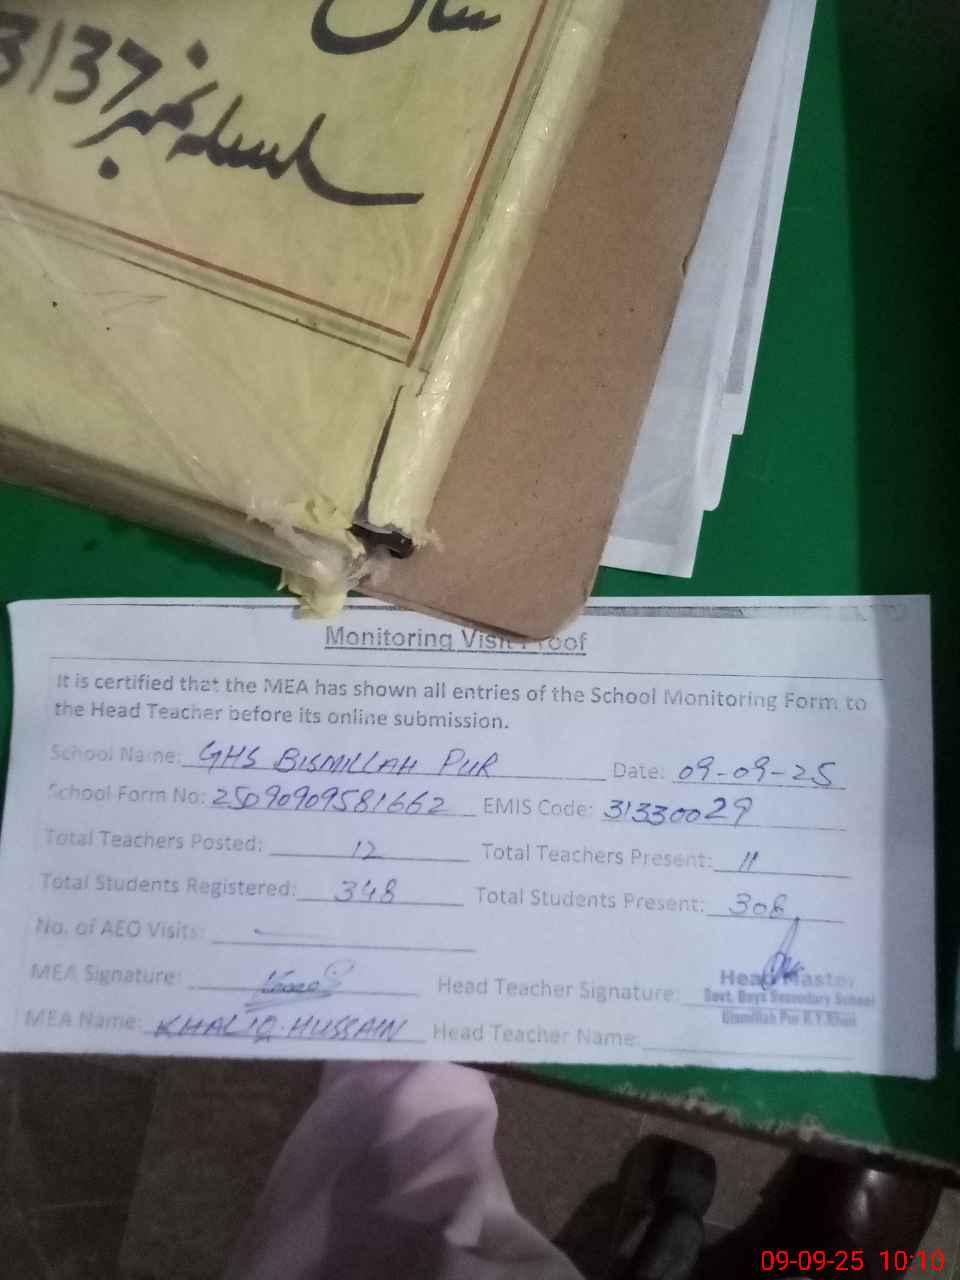 سال
سلسلہ نمبر 3137
Monitoring Visit Proof
It is certified that the MEA has shown all entries of the School Monitoring Form to
the Head Teacher before its online submission.
School Name: GHS BISMILLAH PUR Date: 09-09-25
School Form No: 25090909581662 EMIS Code: 31330029
Total Teachers Posted: 12 Total Teachers Present: 11
Total Students Registered: 348 Total Students Present: 308
No. of AEO Visits: —
MEA Signature: Head Teacher Signature:
Head Master
Govt. Boys Secondary School
Bismillah Pur R.Y.Khan
MEA Name: KHALIQ HUSSAIN Head Teacher Name:
09-09-25 10:10